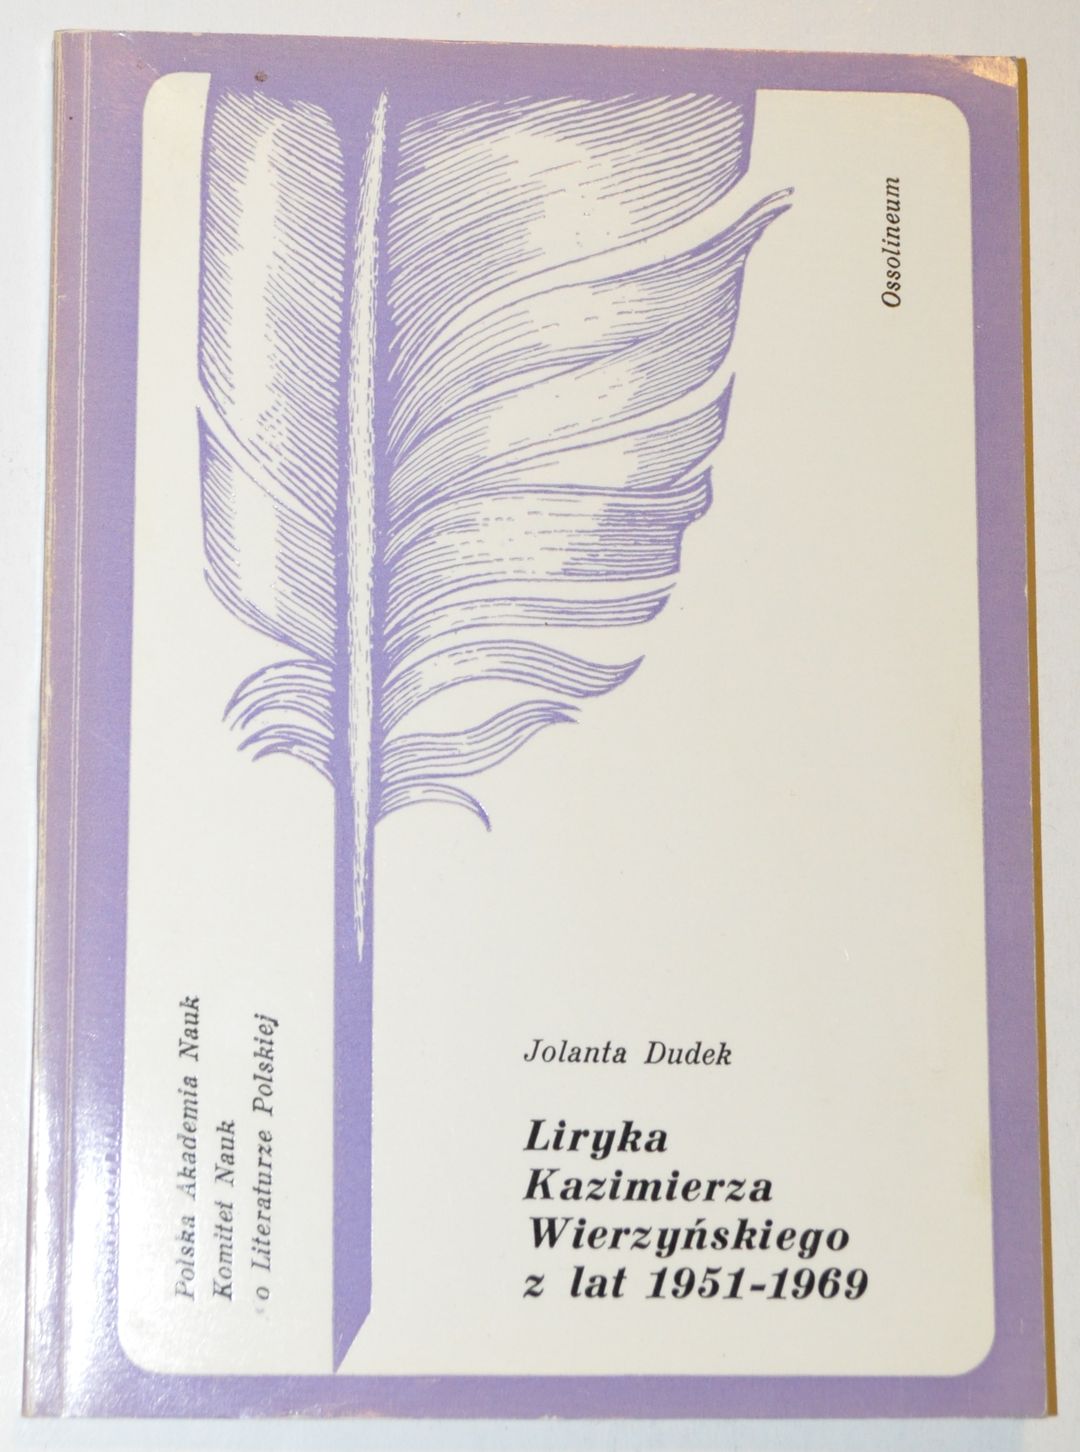 Ossolineum
Polska Akademia Nauk
Komitet Nauk
o Literaturze Polskiej
Jolanta Dudek
Liryka
Kazimierza
Wierzyńskiego
z lat 1951-1969